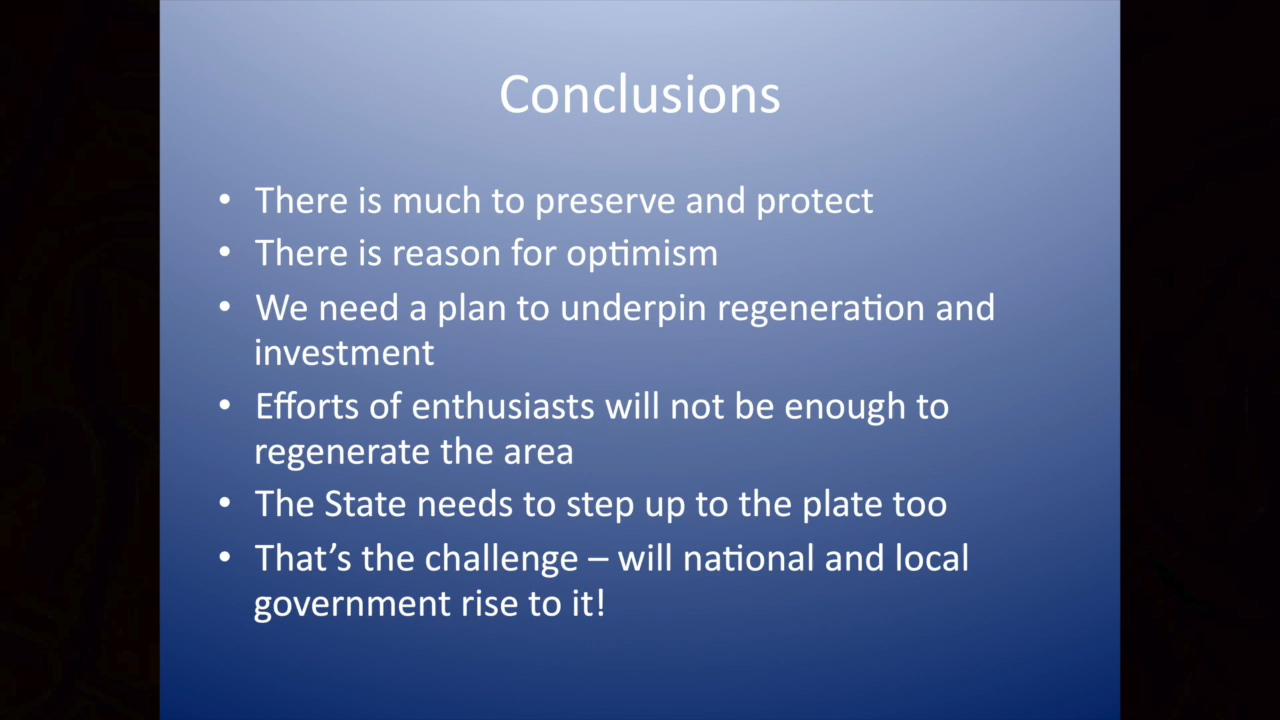 Conclusions
• There is much to preserve and protect
• There is reason for optimism
• We need a plan to underpin regeneration and
investment
• Efforts of enthusiasts will not be enough to
regenerate the area
• The State needs to step up to the plate too
• That’s the challenge – will national and local
government rise to it!